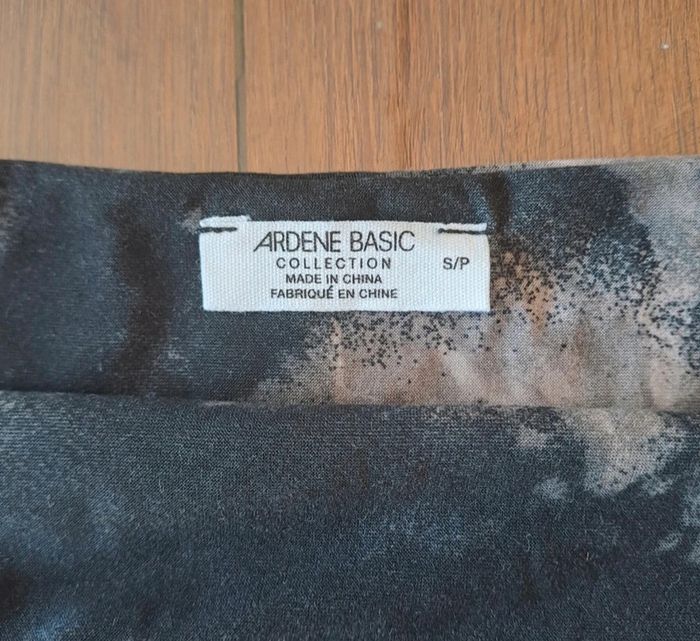 ARDENE BASIC
COLLECTION
S/P
MADE IN CHINA
FABRIQUÉ EN CHINE